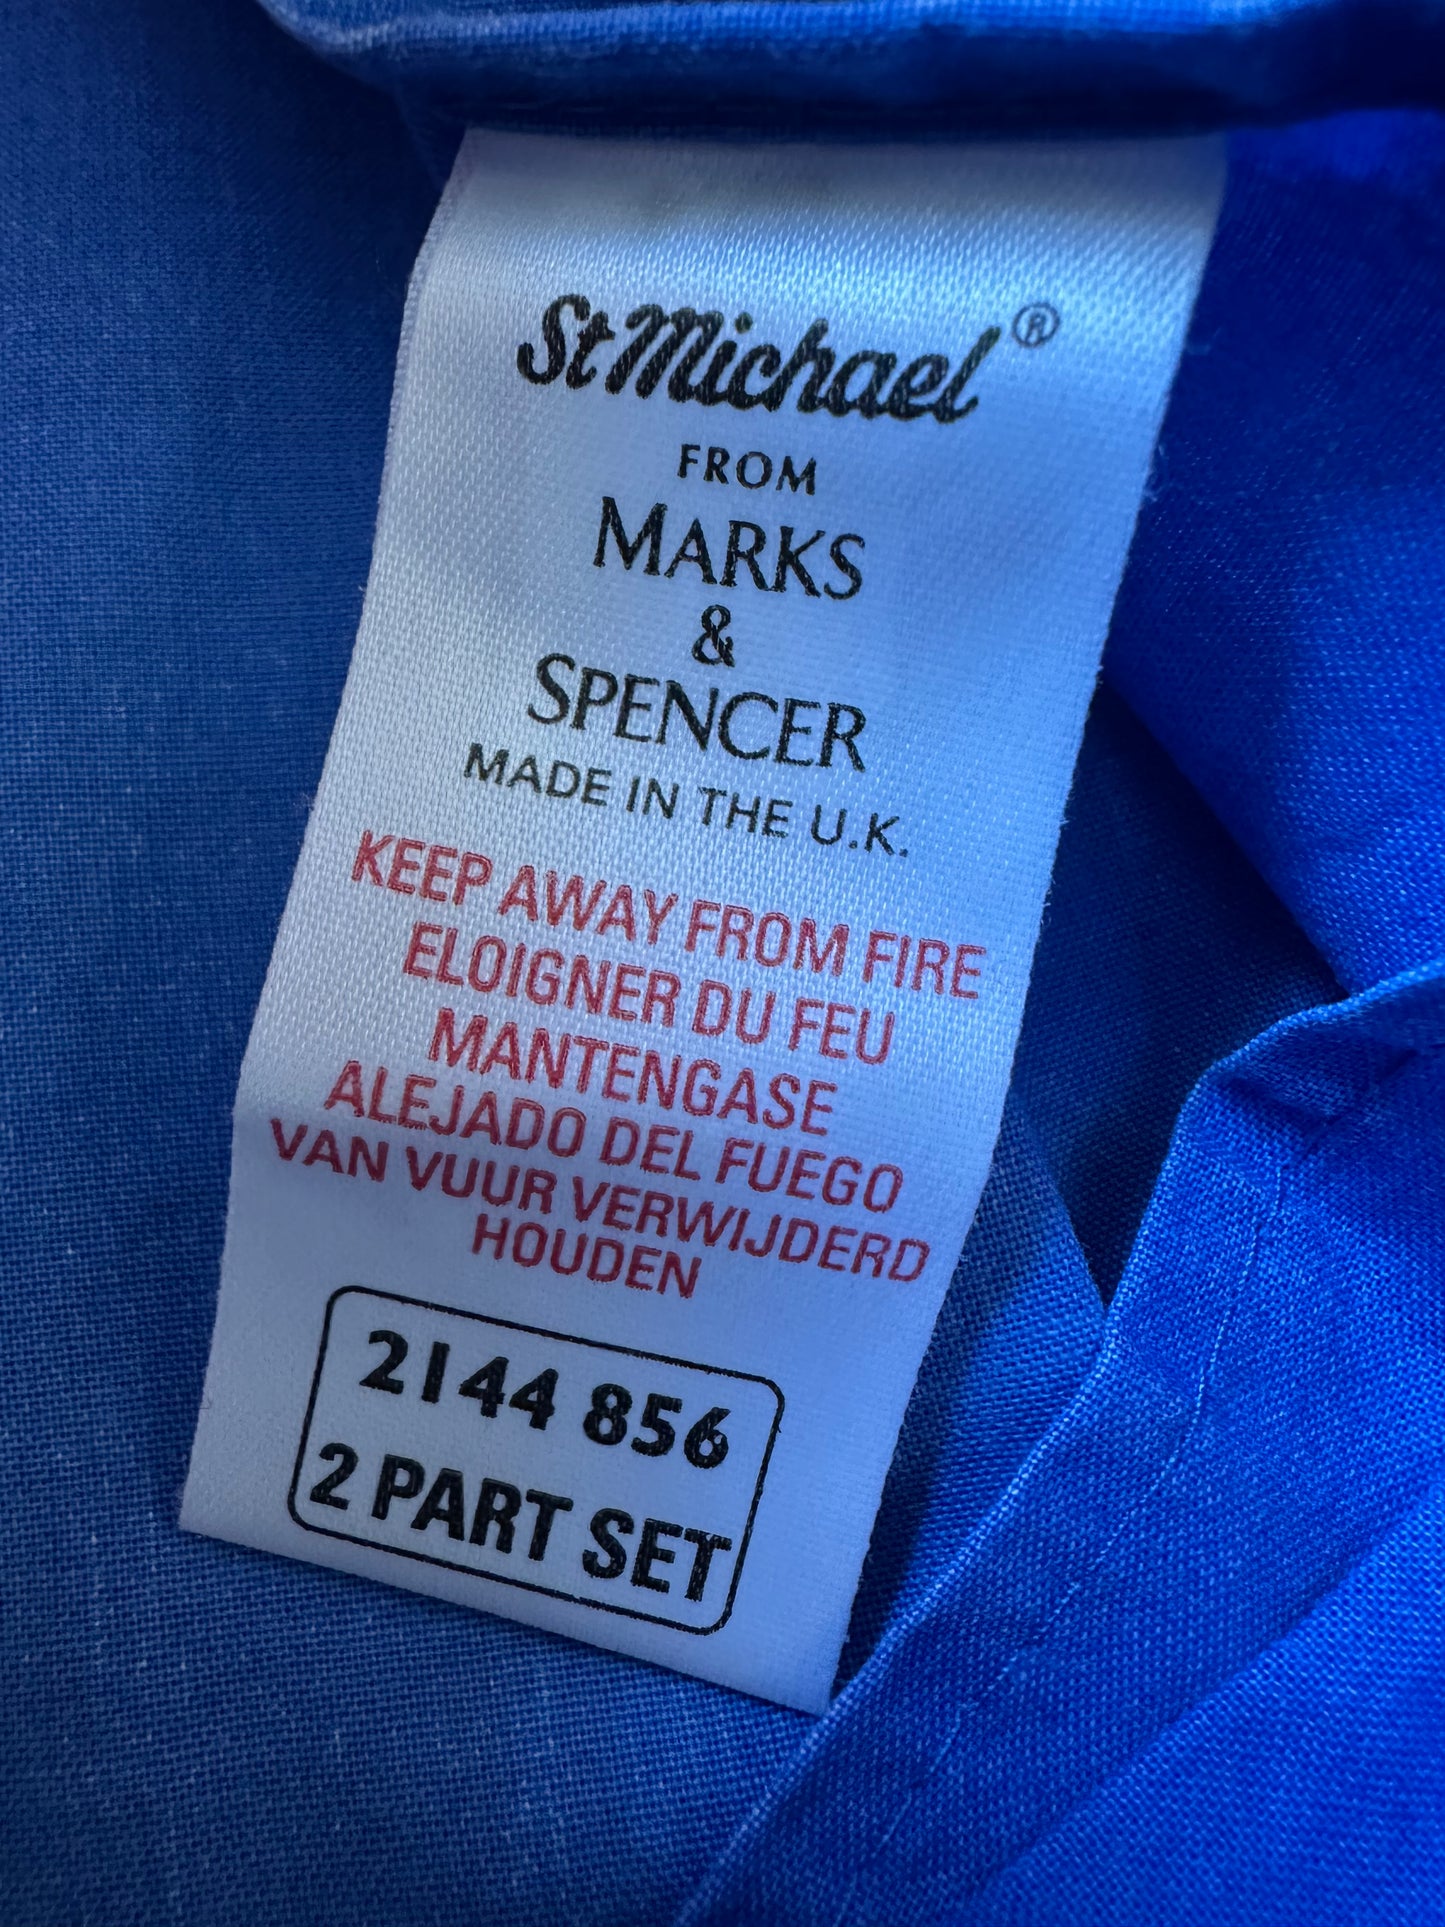 St Michael®
FROM
MARKS
&
SPENCER
MADE IN THE U.K.
KEEP AWAY FROM FIRE
ELOIGNER DU FEU
MANTENGASE
ALEJADO DEL FUEGO
VAN VUUR VERWIJDERD
HOUDEN
2144 856
2 PART SET